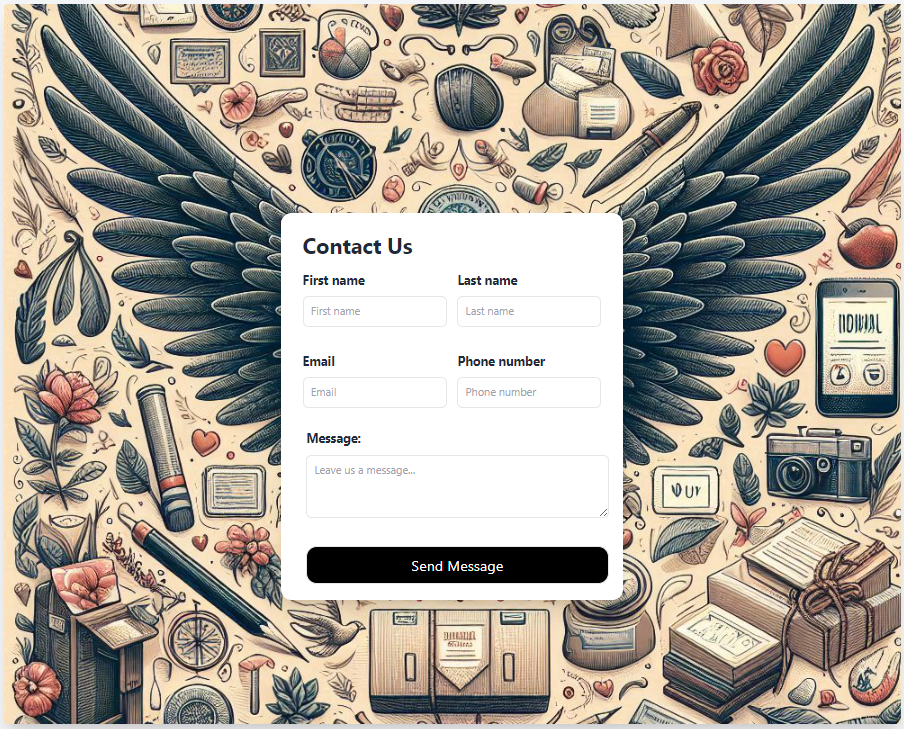 Contact Us
First name Last name
First name Last name
Email Phone number
Email Phone number
Message:
Leave us a message...
Send Message